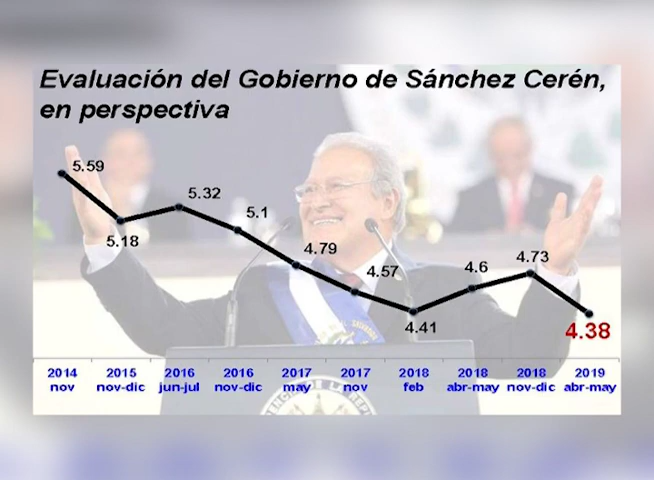 Evaluación del Gobierno de Sánchez Cerén,
en perspectiva
5.59
5.18
5.32
5.1
4.79
4.57
4.41
4.6
4.73
4.38
2014 2015 2016 2016 2017 2017 2018 2018 2018 2019
nov nov-dic jun-jul nov-dic may nov feb abr-may nov-dic abr-may